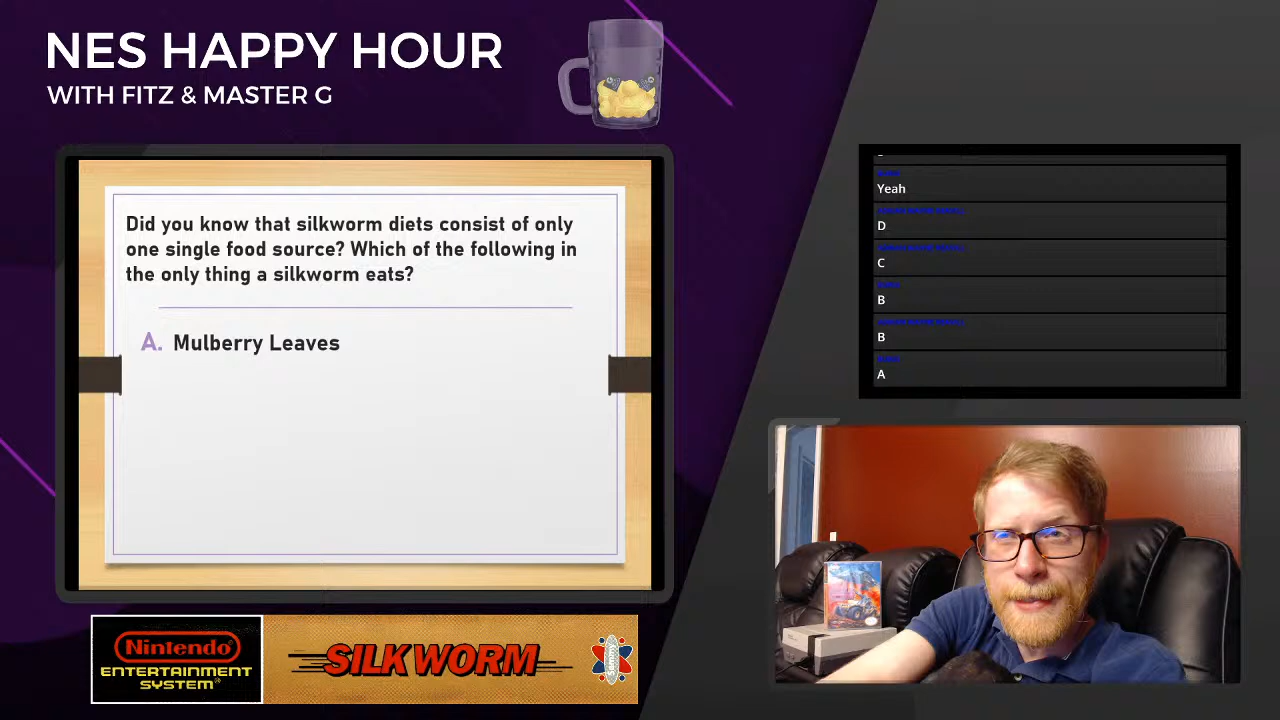 NES HAPPY HOUR
WITH FITZ & MASTER G
Did you know that silkworm diets consist of only
one single food source? Which of the following in
the only thing a silkworm eats?
A. Mulberry Leaves
Yeah
D
C
B
B
A
Nintendo®
ENTERTAINMENT
SYSTEM®
SILKWORM